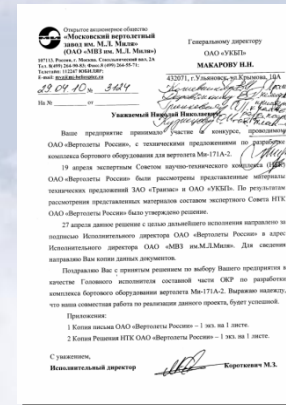 Открытое акционерное общество
«Московский вертолетный
завод им. М.Л. Миля»
(ОАО «МВЗ им. М.Л. Миля»)
107113, Россия, г. Москва, Сокольнический вал, 2А
Генеральному директору
ОАО «УКБП»
МАКАРОВУ Н.Н.
432071, г.Ульяновск, ул.Крымова, 10А
29.04.10 № 3424
На № от
Уважаемый Николай Николаевич!
Ваше предприятие принимало участие в конкурсе, проводимом
ОАО «Вертолеты России», с техническими предложениями по разработке
комплекса бортового оборудования для вертолета Ми-171А-2.
19 апреля экспертным Советом научно-технического комплекса (НТК)
ОАО «Вертолеты России» были рассмотрены представленные материалы
технических предложений ЗАО «Транзас» и ОАО «УКБП». По результатам
рассмотрения представленных материалов составом экспертного Совета НТК
ОАО «Вертолеты России» было утверждено решение.
27 апреля данное решение с целью дальнейшего исполнения направлено за
подписью Исполнительного директора ОАО «Вертолеты России» в адрес
Исполнительного директора ОАО «МВЗ им.М.Л.Миля». Для сведения
направляю Вам копии данных документов.
Поздравляю Вас с принятым решением по выбору Вашего предприятия в
качестве Головного исполнителя составной части ОКР по разработке
комплекса бортового оборудования вертолета Ми-171А-2. Выражаю надежду,
что наша совместная работа по реализации данного проекта, будет успешной.
Приложения:
1 Копия письма ОАО «Вертолеты России» – 1 экз. на 1 листе.
2 Копия Решения НТК ОАО «Вертолеты России» – 1 экз. на 1 листе.
С уважением,
Исполнительный директор Короткевич М.З.